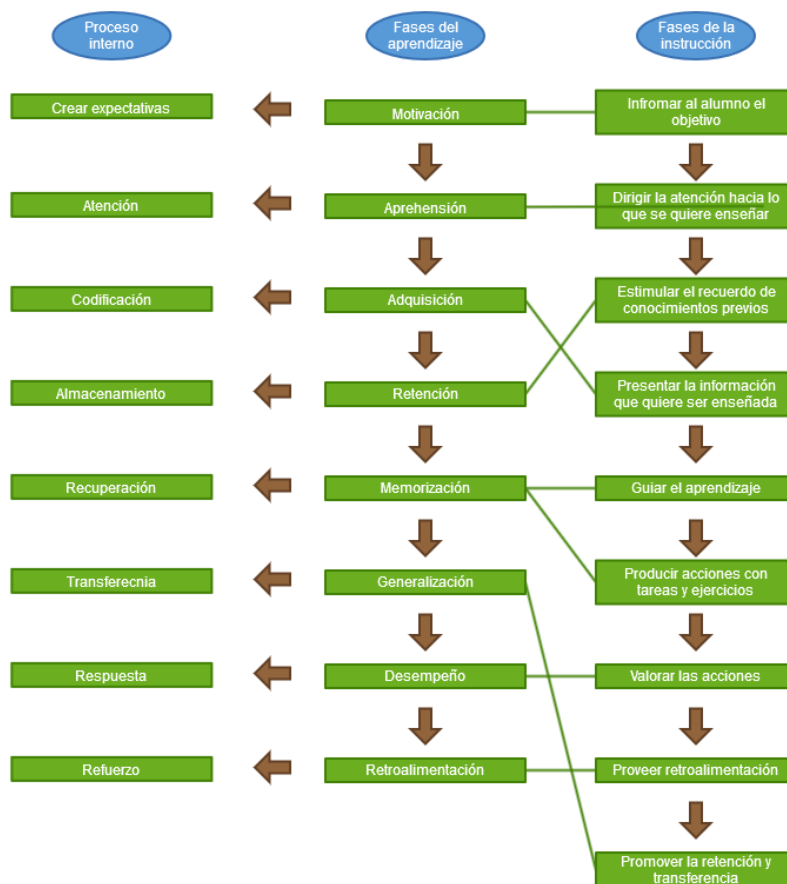 Proceso
interno
Fases del
aprendizaje
Fases de la
instrucción
Crear expectativas
Motivación
Infromar al alumno el
objetivo
Atención
Aprehensión
Dirigir la atención hacia lo
que se quiere enseñar
Codificación
Adquisición
Estimular el recuerdo de
conocimientos previos
Almacenamiento
Retención
Presentar la información
que quiere ser enseñada
Recuperación
Memorización
Guiar el aprendizaje
Transferecnia
Generalización
Producir acciones con
tareas y ejercicios
Respuesta
Desempeño
Valorar las acciones
Refuerzo
Retroalimentación
Proveer retroalimentación
Promover la retención y
transferencia